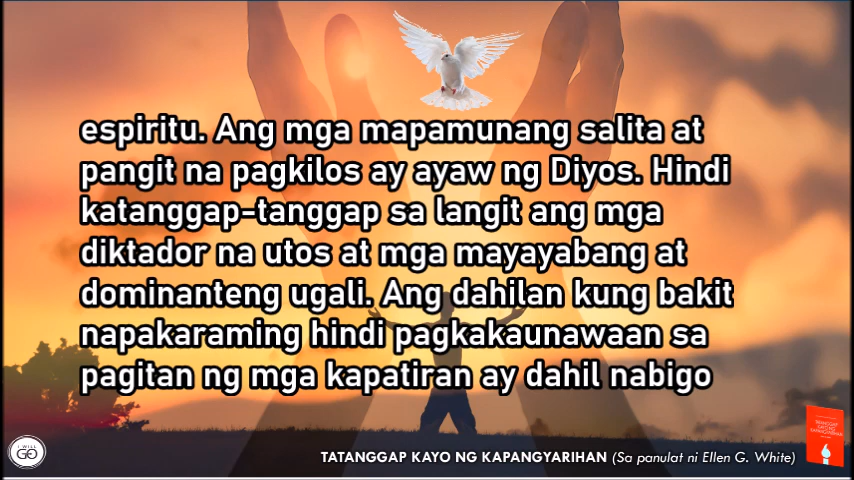 espiritu. Ang mga mapamunang salita at
pangit na pagkilos ay ayaw ng Diyos. Hindi
katanggap-tanggap sa langit ang mga
diktador na utos at mga mayayabang at
dominanteng ugali. Ang dahilan kung bakit
napakaraming hindi pagkakaunawaan sa
pagitan ng mga kapatiran ay dahil nabigo
I WILL
GO
TATANGGAP KAYO NG KAPANGYARIHAN (Sa panulat ni Ellen G. White)